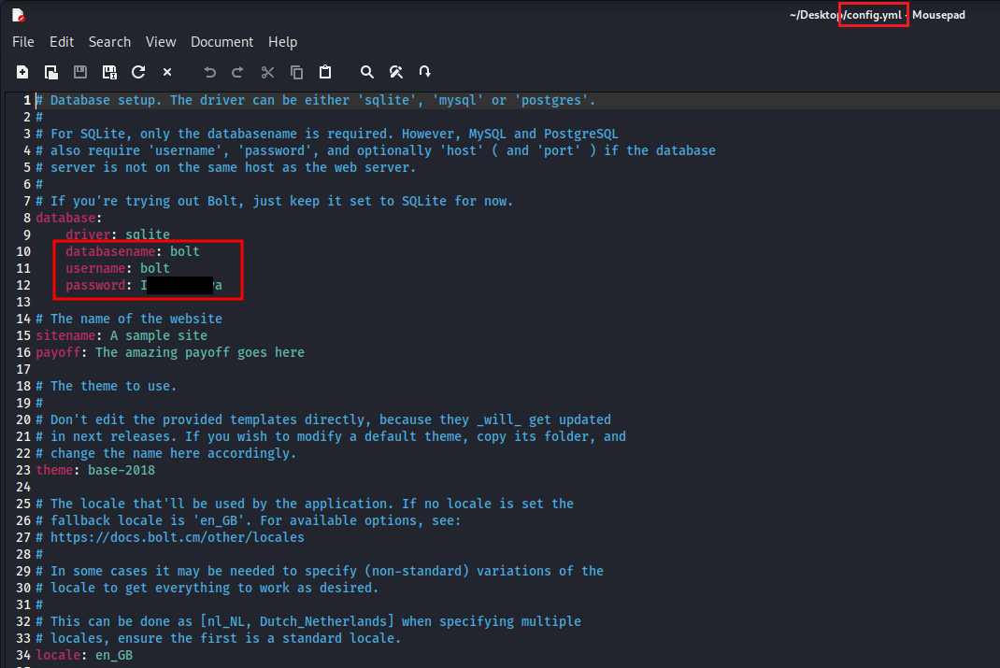 ~/Desktop/config.yml - Mousepad
File Edit Search View Document Help
1 # Database setup. The driver can be either 'sqlite', 'mysql' or 'postgres'.
2 #
3 # For SQLite, only the databasename is required. However, MySQL and PostgreSQL
4 # also require 'username', 'password', and optionally 'host' ( and 'port' ) if the database
5 # server is not on the same host as the web server.
6 #
7 # If you're trying out Bolt, just keep it set to SQLite for now.
8 database:
9     driver: sqlite
10     databasename: bolt
11     username: bolt
12     password:
13
14 # The name of the website
15 sitename: A sample site
16 payoff: The amazing payoff goes here
17
18 # The theme to use.
19 #
20 # Don't edit the provided templates directly, because they _will_ get updated
21 # in next releases. If you wish to modify a default theme, copy its folder, and
22 # change the name here accordingly.
23 theme: base-2018
24
25 # The locale that'll be used by the application. If no locale is set the
26 # fallback locale is 'en_GB'. For available options, see:
27 # https://docs.bolt.cm/other/locales
28 #
29 # In some cases it may be needed to specify (non-standard) variations of the
30 # locale to get everything to work as desired.
31 #
32 # This can be done as [nl_NL, Dutch_Netherlands] when specifying multiple
33 # locales, ensure the first is a standard locale.
34 locale: en_GB